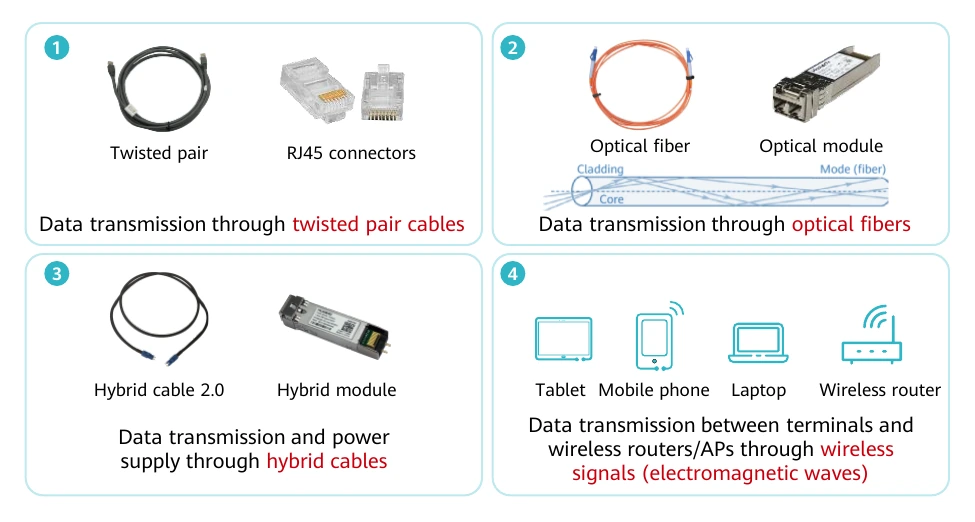 1
Twisted pair
RJ45 connectors
Data transmission through twisted pair cables
2
Optical fiber
Optical module
Cladding
Mode (fiber)
Core
Data transmission through optical fibers
3
Hybrid cable 2.0
Hybrid module
Data transmission and power
supply through hybrid cables
4
Tablet
Mobile phone
Laptop
Wireless router
Data transmission between terminals and
wireless routers/APs through wireless
signals (electromagnetic waves)